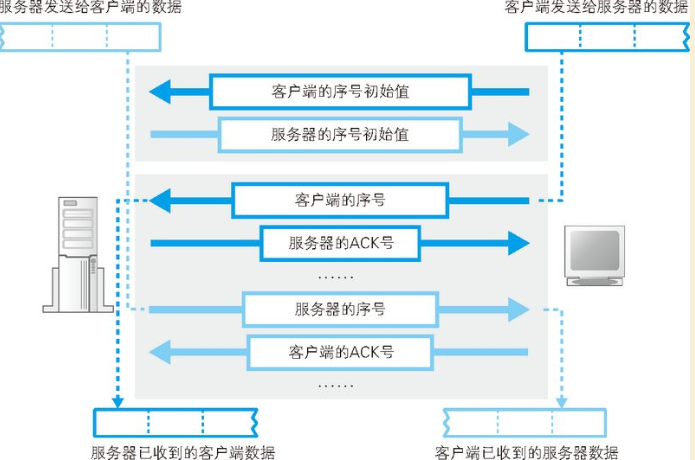 服务器发送给客户端的数据
客户端发送给服务器的数据
客户端的序号初始值
服务器的序号初始值
客户端的序号
服务器的ACK号
……
服务器的序号
客户端的ACK号
……
服务器已收到的客户端数据
客户端已收到的服务器数据